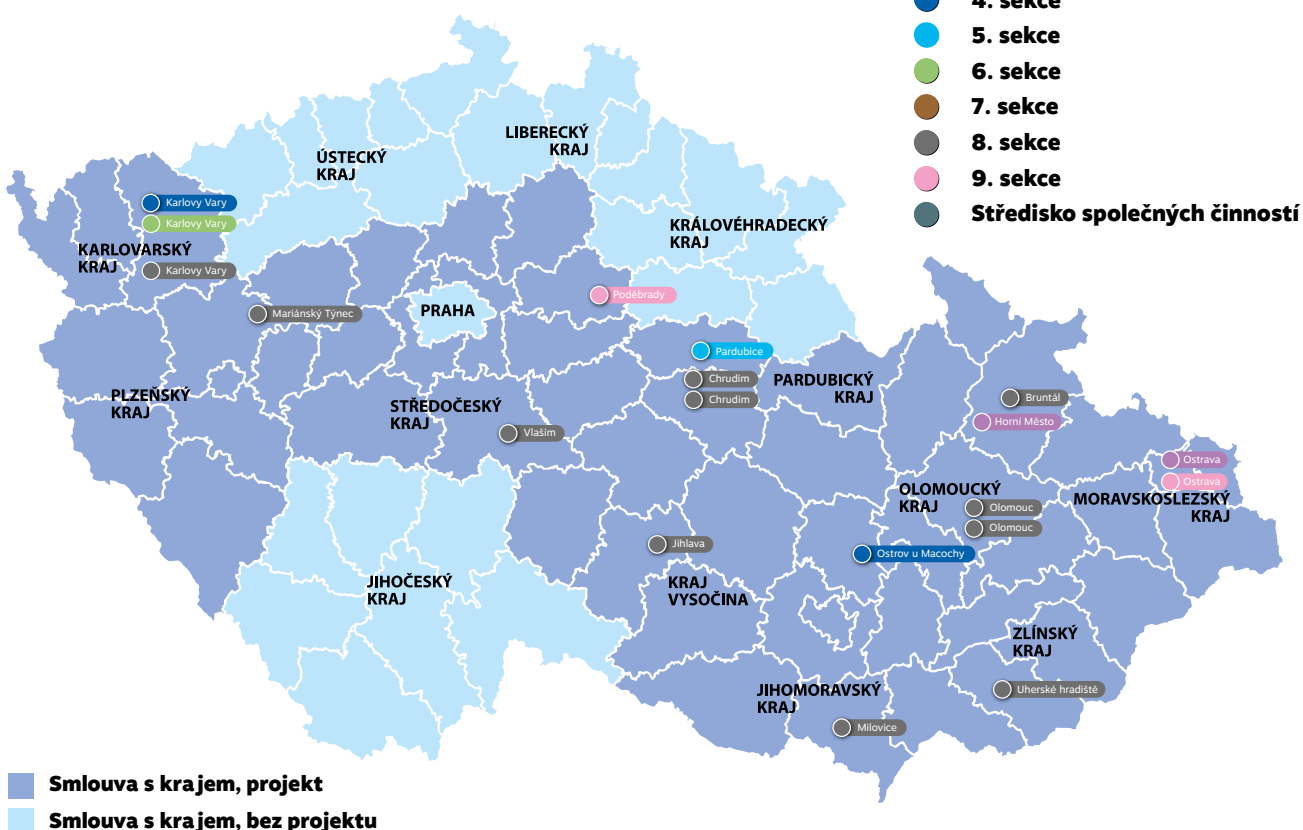 4. sekce
5. sekce
6. sekce
7. sekce
8. sekce
9. sekce
Středisko společných činností
LIBERECKÝ
KRAJ
ÚSTECKÝ
KRAJ
Karlovy Vary
Karlovy Vary
KRÁLOVÉHRADECKÝ
KRAJ
KARLOVARSKÝ
KRAJ
Karlovy Vary
Poděbrady
Mariánský Týnec
PRAHA
Pardubice
Chrudim
Chrudim
PARDUBICKÝ
KRAJ
PLZEŇSKÝ
KRAJ
STŘEDOČESKÝ
KRAJ
Bruntál
Horní Město
Vlašim
Ostrava
Ostrava
OLOMOUCKÝ
KRAJ
MORAVSKOSLEZSKÝ
KRAJ
Olomouc
Olomouc
Jihlava
Ostrov u Macochy
JIHOČESKÝ
KRAJ
KRAJ
VYSOČINA
ZLÍNSKÝ
KRAJ
JIHOMORAVSKÝ
KRAJ
Uherské hradiště
Milovice
Smlouva s krajem, projekt
Smlouva s krajem, bez projektu